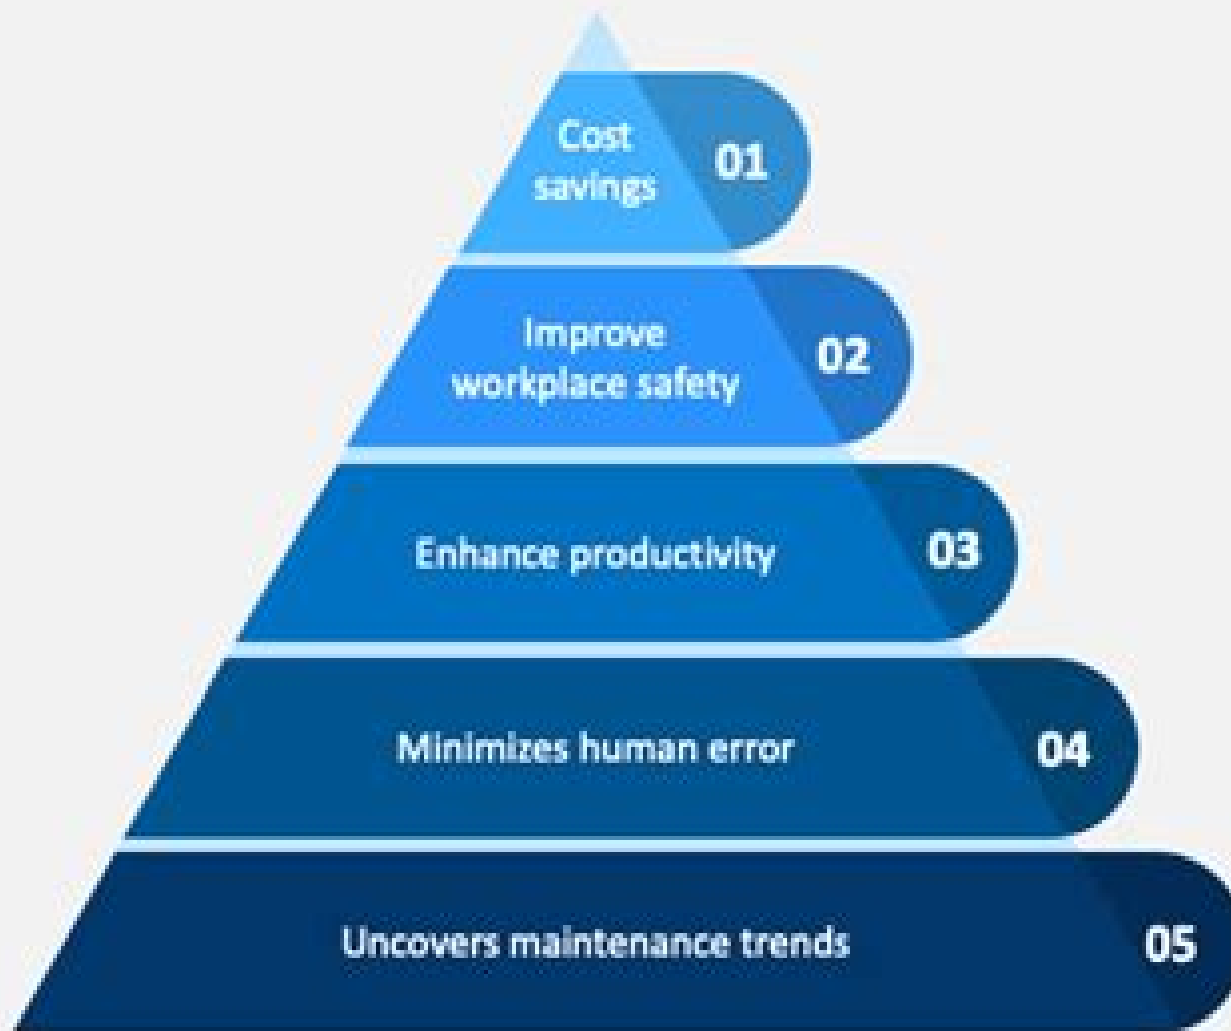 Cost
savings
01
Improve
workplace safety
02
Enhance productivity
03
Minimizes human error
04
Uncovers maintenance trends
05